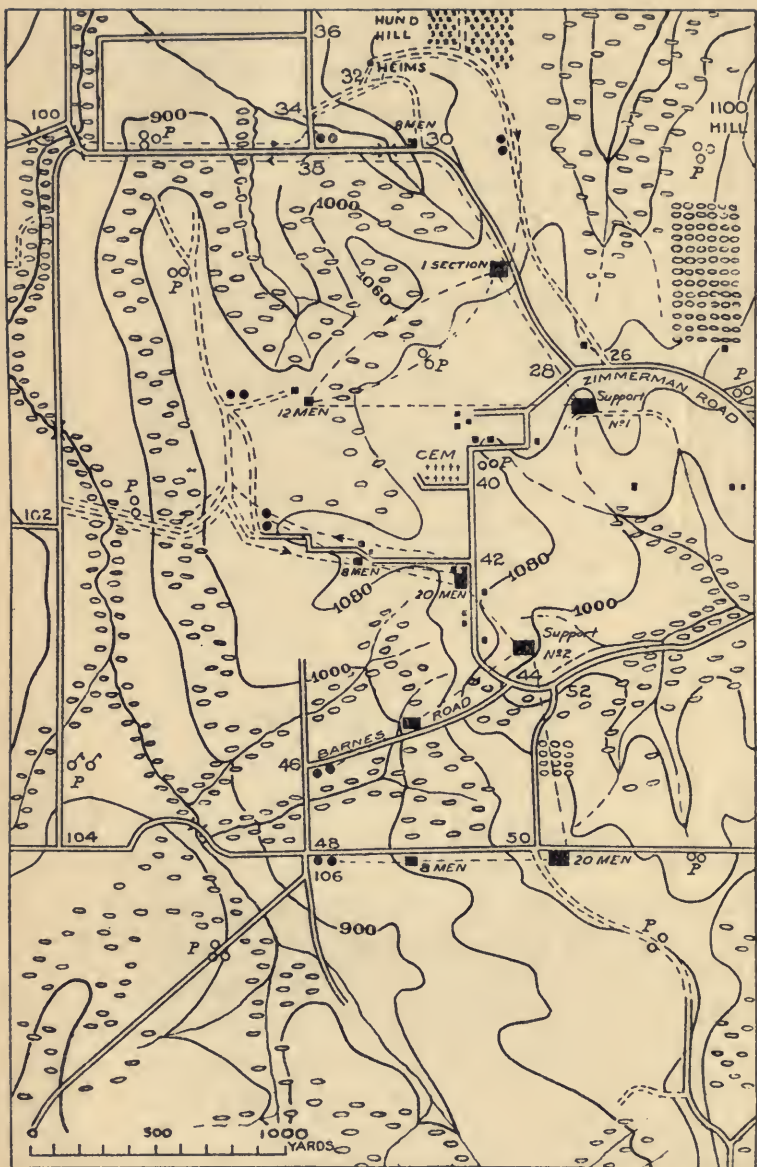 HUND
HILL
36
32
HEIMS
34
100
900
8 MEN
30
P
38
1100
HILL
P
1000
1 SECTION
1060
P
P
28
26
ZIMMERMAN ROAD
P
12 MEN
Support
Nº1
CEM
P
40
P
102
42
8 MEN
1080
20 MEN
1080
1000
Support
Nº2
1000
44
52
BARNES ROAD
46
P
104
48
50
106
8 MEN
20 MEN
P
900
P
P
0 500 1000
YARDS